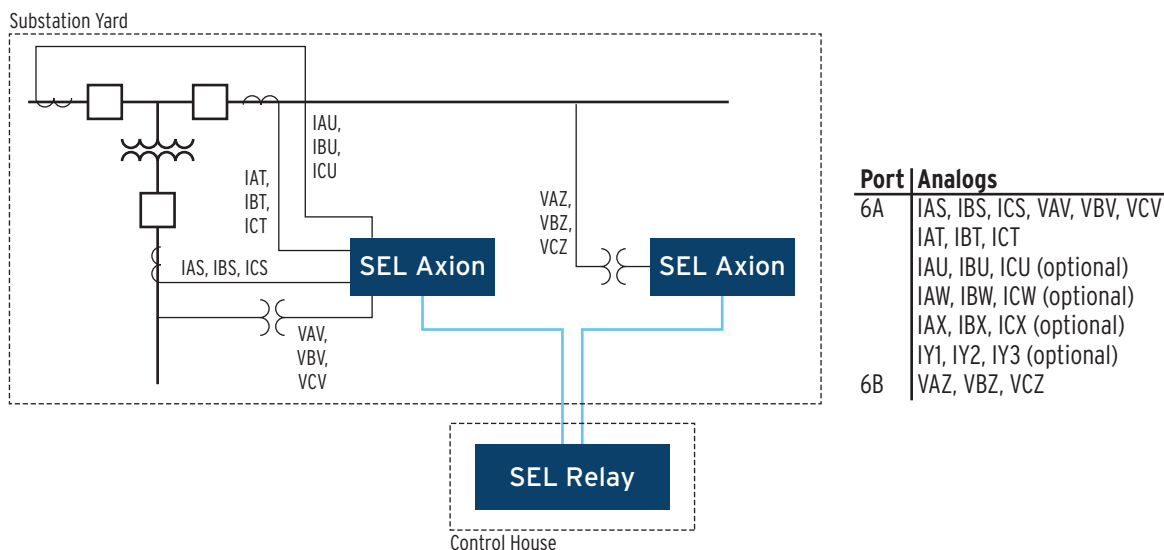 Substation Yard
IAU,
IBU,
ICU
IAT,
IBT,
ICT
VAZ,
VBZ,
VCZ
SEL Axion
SEL Axion
IAS, IBS, ICS
VAV,
VBV,
VCV
SEL Relay
Control House
Port Analogs
6A IAS, IBS, ICS, VAV, VBV, VCV
IAT, IBT, ICT
IAU, IBU, ICU (optional)
IAW, IBW, ICW (optional)
IAX, IBX, ICX (optional)
IY1, IY2, IY3 (optional)
6B VAZ, VBZ, VCZ